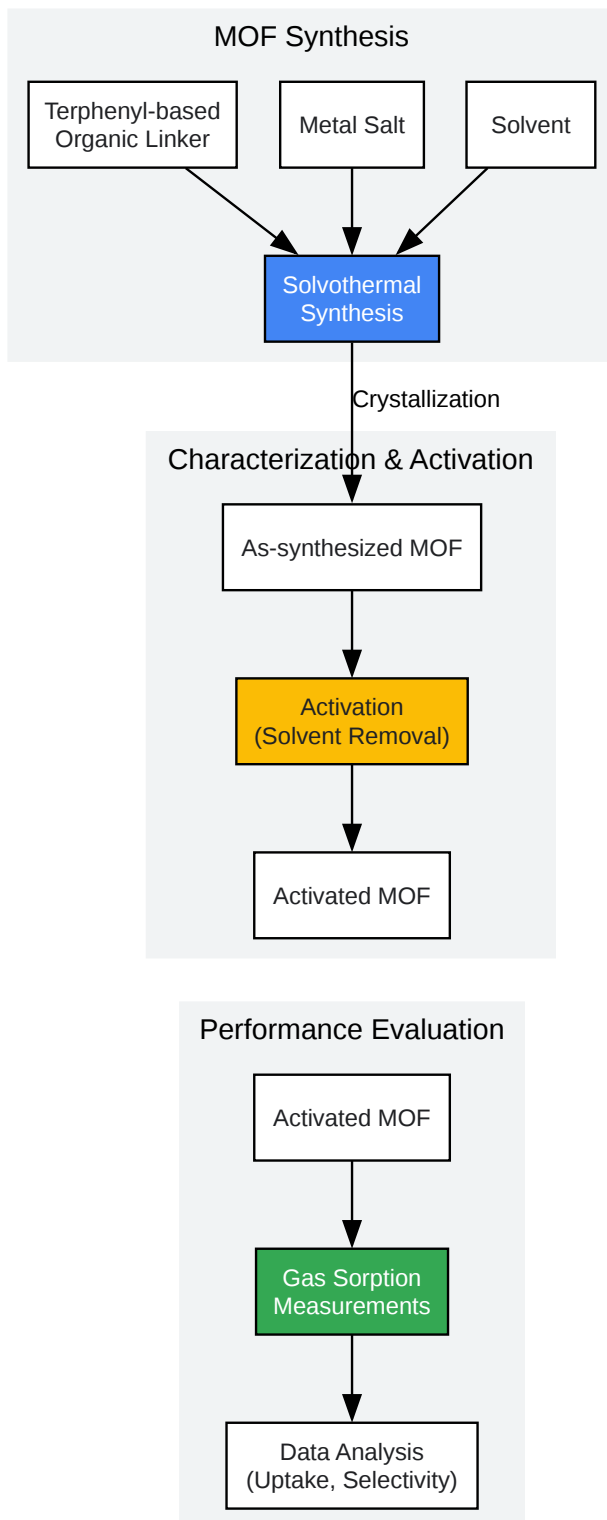 MOF Synthesis
Terphenyl-based
Organic Linker
Metal Salt
Solvent
Solvothermal
Synthesis
Crystallization
Characterization & Activation
As-synthesized MOF
Activation
(Solvent Removal)
Activated MOF
Performance Evaluation
Activated MOF
Gas Sorption
Measurements
Data Analysis
(Uptake, Selectivity)